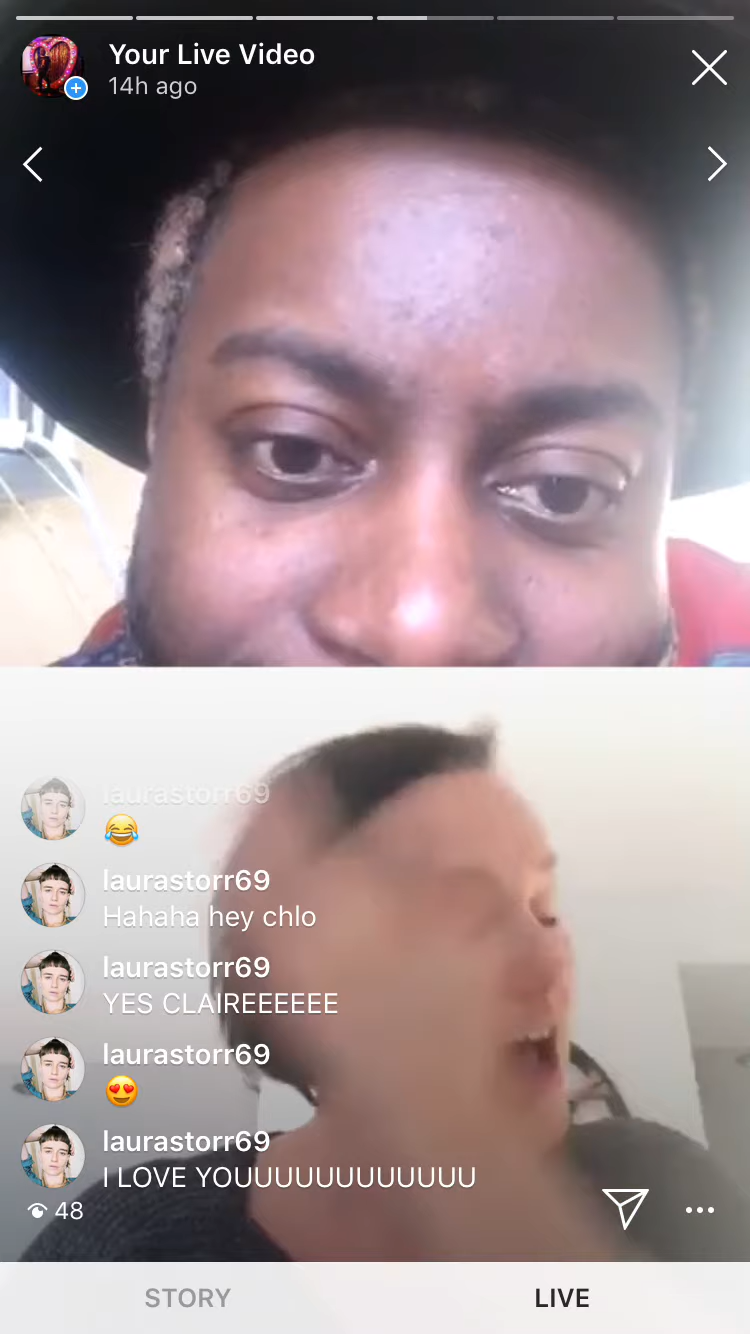 Your Live Video
14h ago
laurastorr69
😂
laurastorr69
Hahaha hey chlo
laurastorr69
YES CLAIREEEEEE
laurastorr69
😍
laurastorr69
I LOVE YOUUUUUUUUUUUU
48
STORY
LIVE